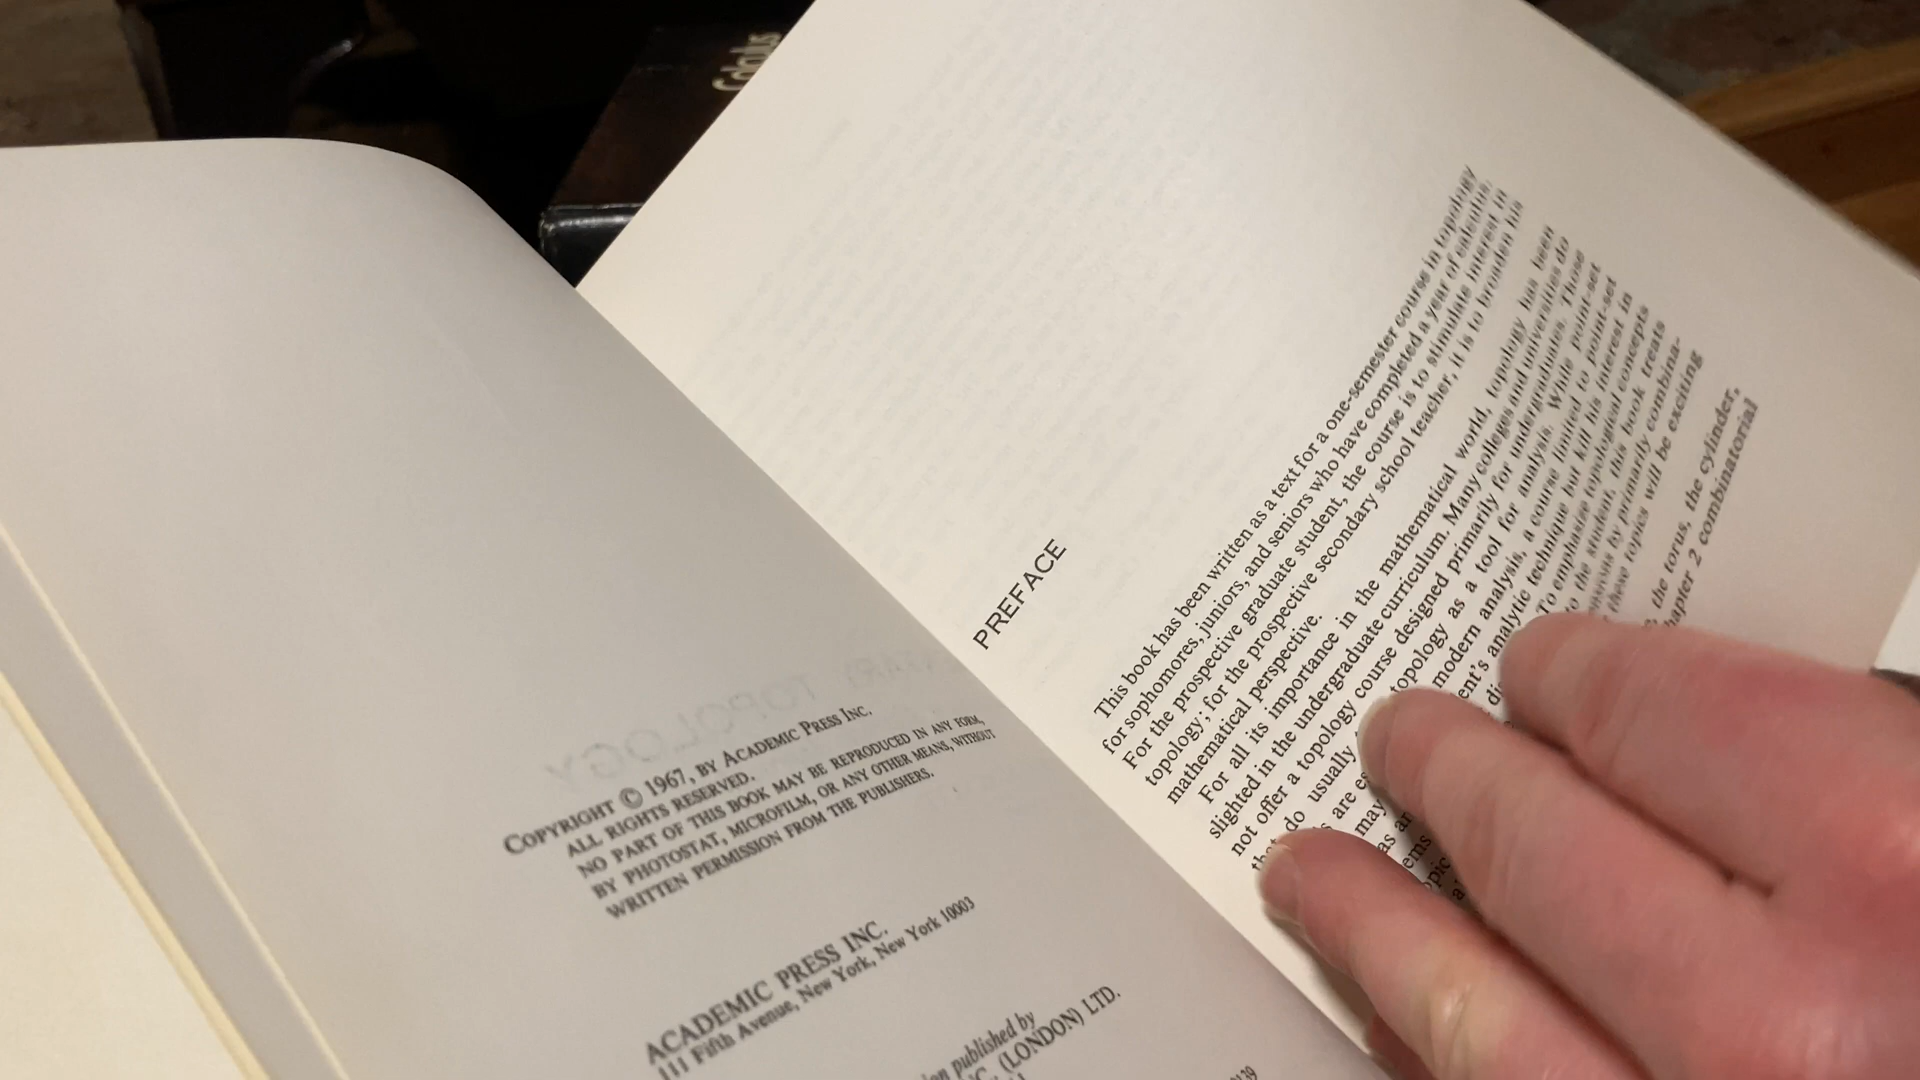 Calculus
TOPOLOGY
COPYRIGHT © 1967, BY ACADEMIC PRESS INC.
ALL RIGHTS RESERVED.
NO PART OF THIS BOOK MAY BE REPRODUCED IN ANY FORM,
BY PHOTOSTAT, MICROFILM, OR ANY OTHER MEANS, WITHOUT
WRITTEN PERMISSION FROM THE PUBLISHERS.
ACADEMIC PRESS INC.
111 Fifth Avenue, New York, New York 10003
published by
(LONDON) LTD.
PREFACE
This book has been written as a text for a one-semester course in topology
for sophomores, juniors, and seniors who have completed a year of calculus.
For the prospective graduate student, the course is to stimulate interest in
topology; for the prospective secondary school teacher, it is to broaden his
mathematical perspective.
For all its importance in the mathematical world, topology has been
slighted in the undergraduate curriculum. Many colleges and universities do
not offer a topology course designed primarily for undergraduates. Those
that do usually topology as a tool for analysis. While point-set
are modern analysis, a course limited to point-set
may analytic technique but kill his interest in
as To emphasize topological concepts
to the student, this book treats
by primarily combina-
these topics will be exciting
the torus, the cylinder,
chapter 2 combinatorial